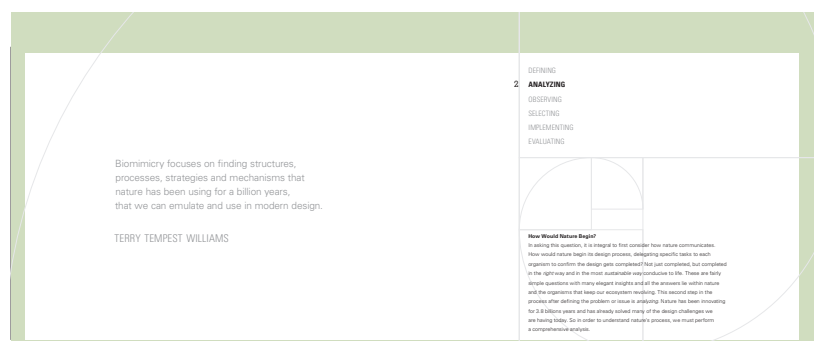 Biomimicry focuses on finding structures,
processes, strategies and mechanisms that
nature has been using for a billion years,
that we can emulate and use in modern design.
TERRY TEMPEST WILLIAMS
DEFINING
2 ANALYZING
OBSERVING
SELECTING
IMPLEMENTING
EVALUATING
How Would Nature Begin?
In asking this question, it is integral to first consider how nature communicates.
How would nature begin its design process, delegating specific tasks to each
organism to confirm the design gets completed? Not just completed, but completed
in the right way and in the most sustainable way conducive to life. These are fairly
simple questions with many elegant insights and all the answers lie within nature
and the organisms that keep our ecosystem revolving. This second step in the
process after defining the problem or issue is analyzing. Nature has been innovating
for 3.8 billions years and has already solved many of the design challenges we
are having today. So in order to understand nature's process, we must perform
a comprehensive analysis.